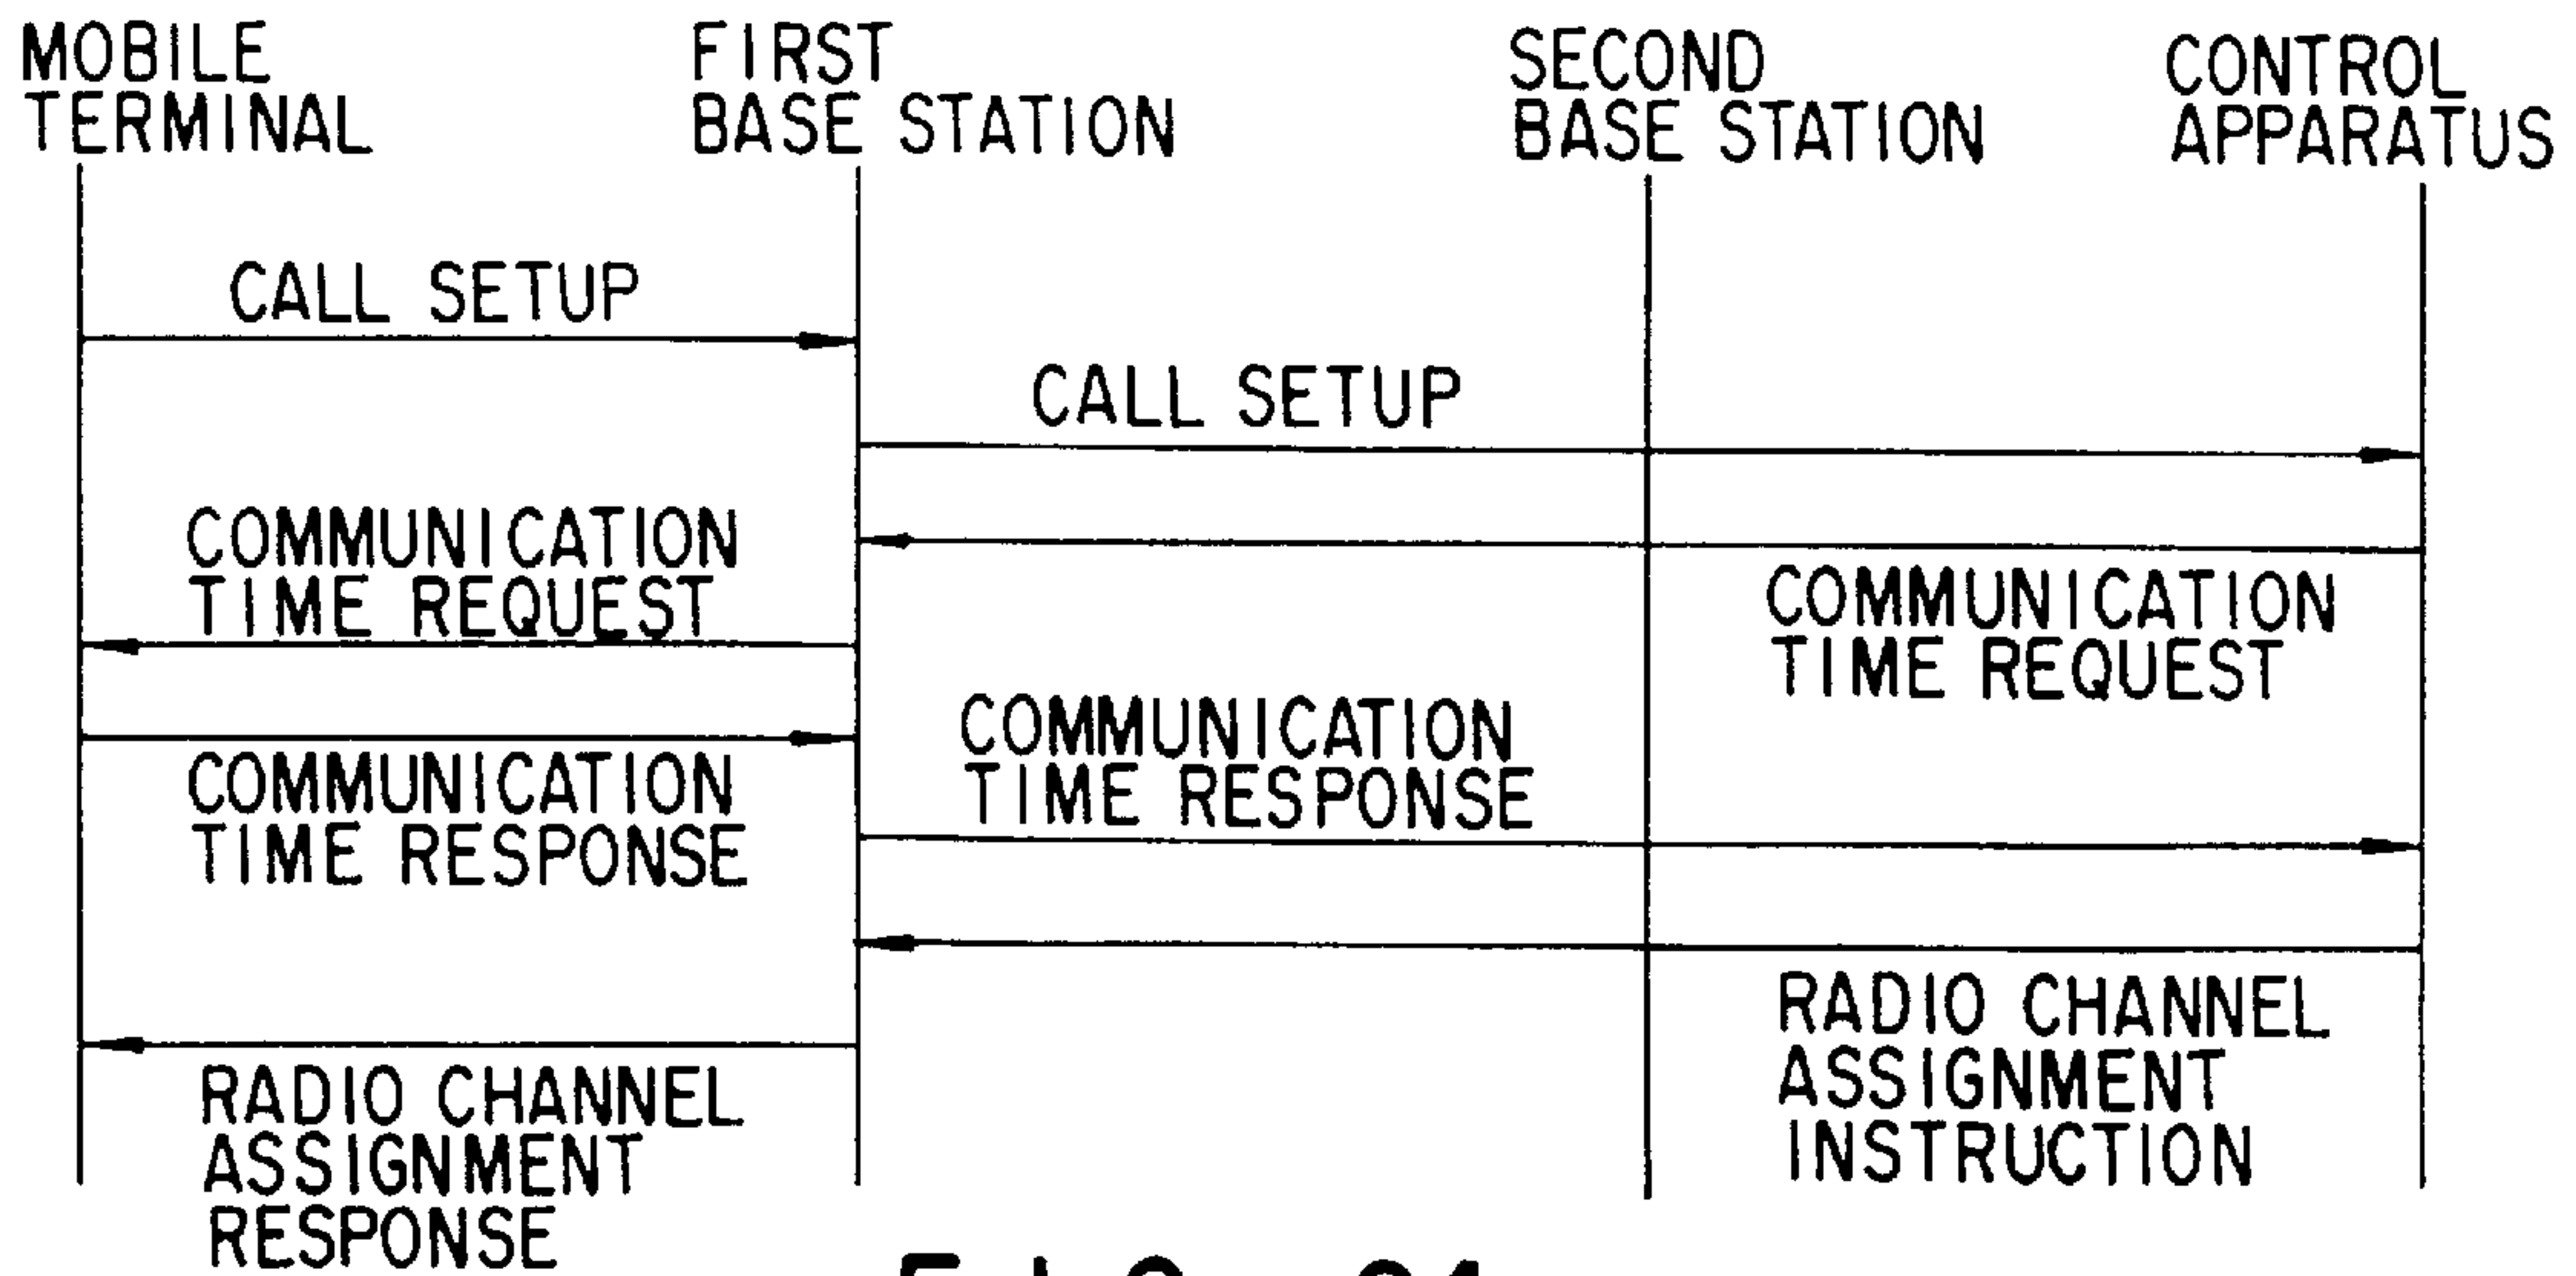 MOBILE
TERMINAL
FIRST
BASE STATION
SECOND
BASE STATION
CONTROL
APPARATUS
CALL SETUP
CALL SETUP
COMMUNICATION
TIME REQUEST
COMMUNICATION
TIME REQUEST
COMMUNICATION
TIME RESPONSE
COMMUNICATION
TIME RESPONSE
RADIO CHANNEL
ASSIGNMENT
INSTRUCTION
RADIO CHANNEL
ASSIGNMENT
RESPONSE